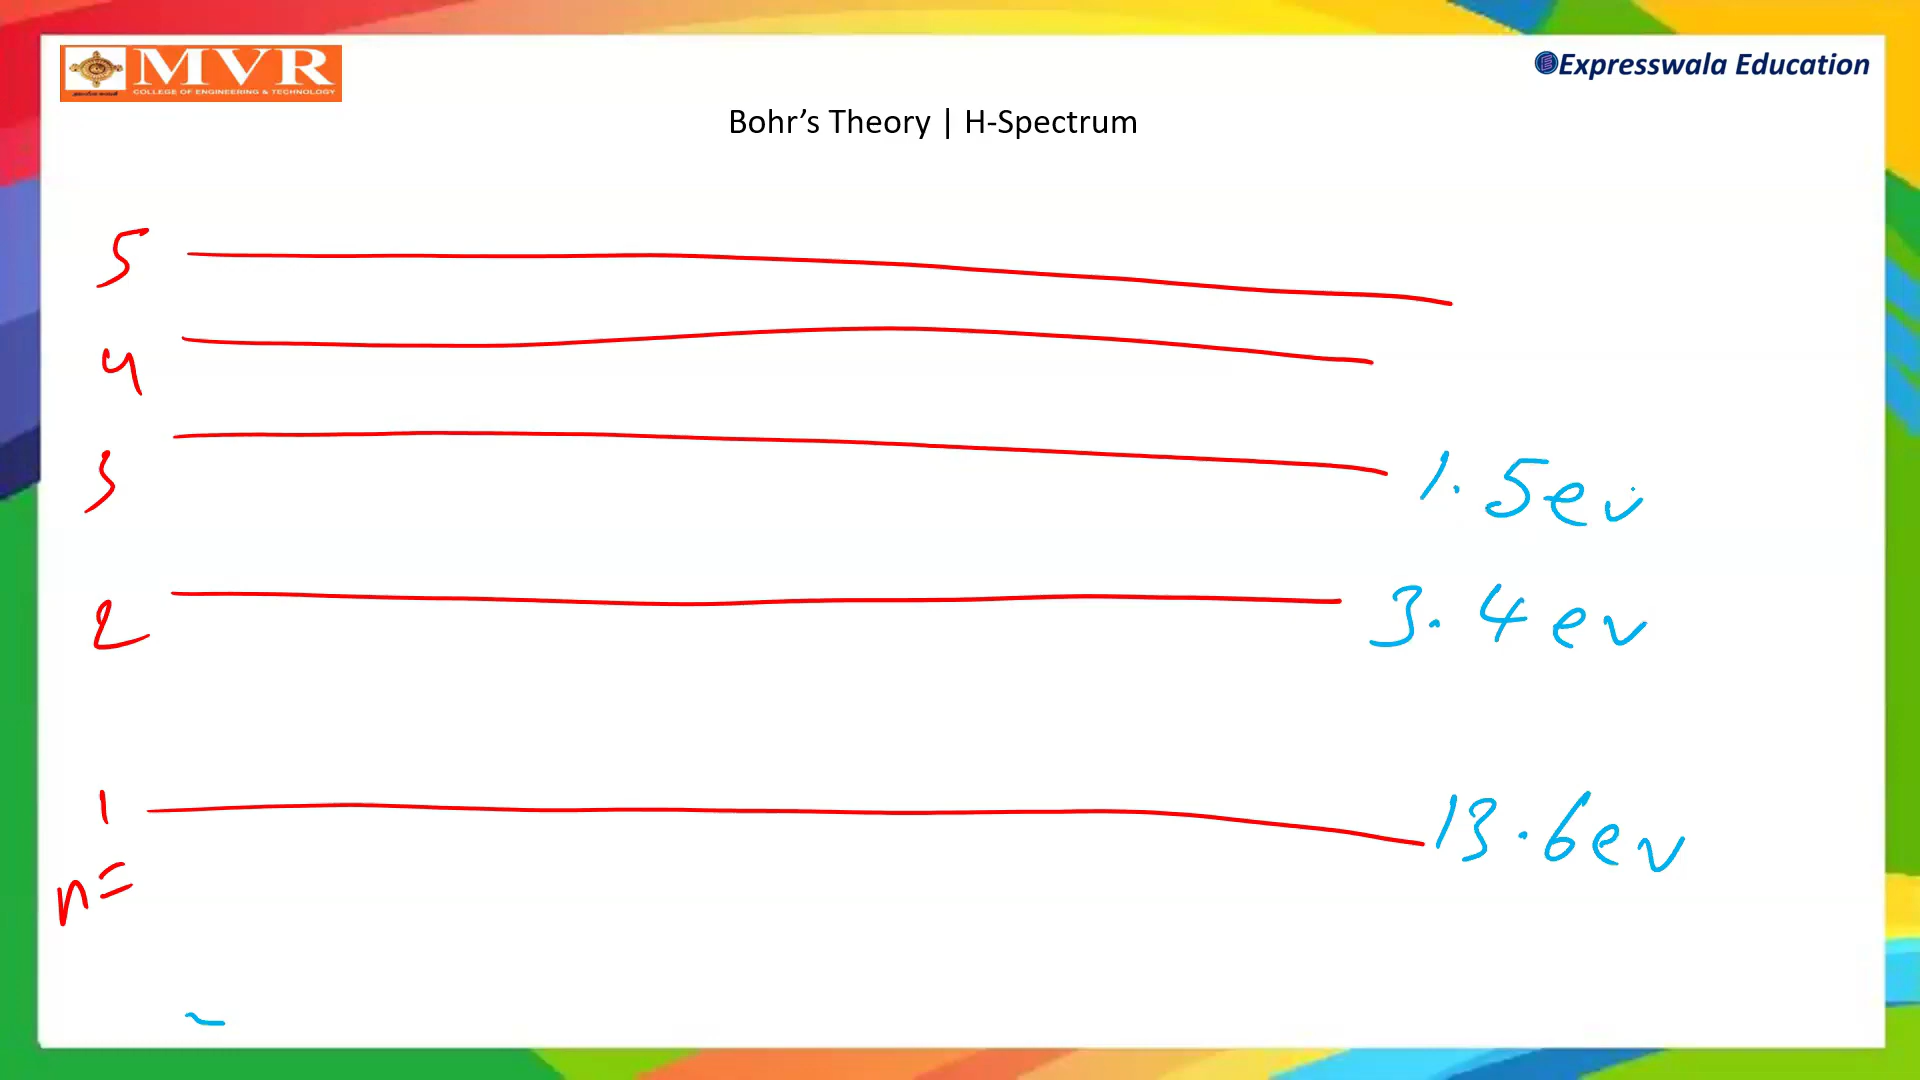 MVR
COLLEGE OF ENGINEERING & TECHNOLOGY
Expresswala Education
Bohr’s Theory | H-Spectrum
5
4
3 1.5ev
2 3.4ev
1 13.6ev
n=